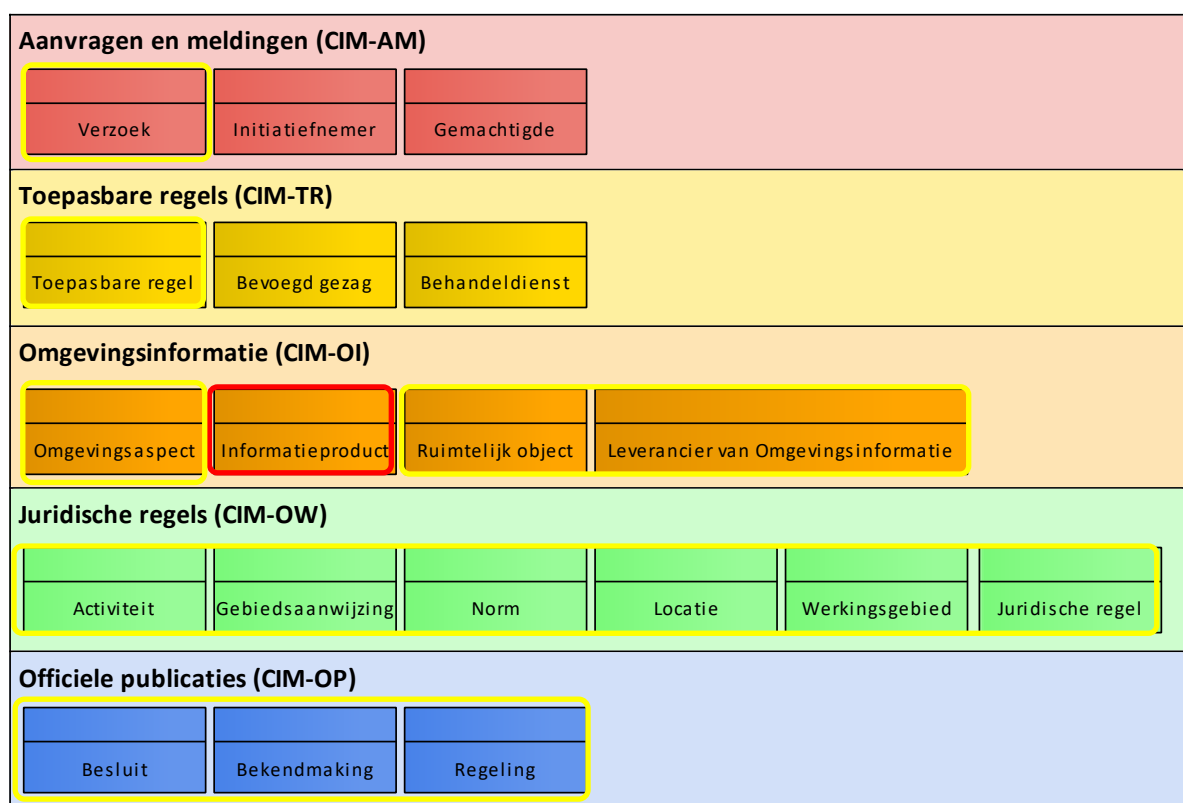 Aanvragen en meldingen (CIM-AM)
Verzoek
Initiatiefnemer
Gemachtigde
Toepasbare regels (CIM-TR)
Toepasbare regel
Bevoegd gezag
Behandeldienst
Omgevingsinformatie (CIM-OI)
Omgevingsaspect
Informatieproduct
Ruimtelijk object
Leverancier van Omgevingsinformatie
Juridische regels (CIM-OW)
Activiteit
Gebiedsaanwijzing
Norm
Locatie
Werkingsgebied
Juridische regel
Officiele publicaties (CIM-OP)
Besluit
Bekendmaking
Regeling